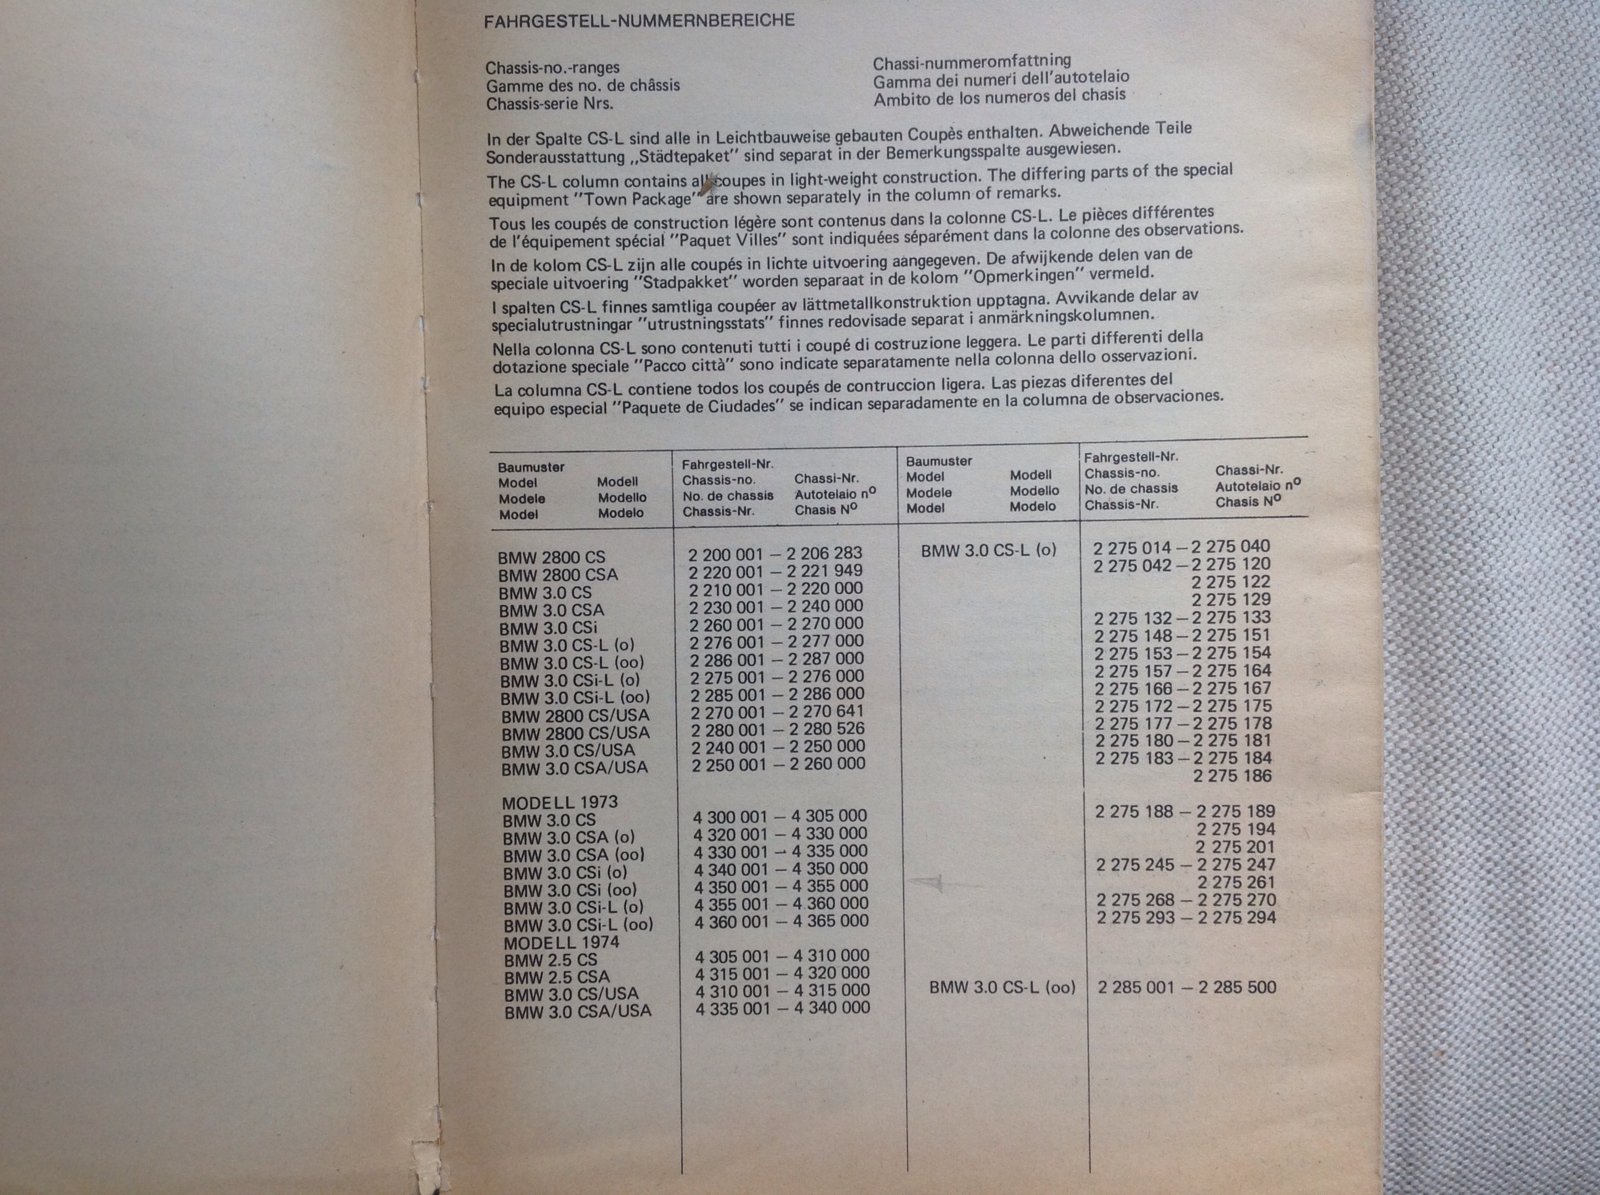 FAHRGESTELL-NUMMERNBEREICHE
Chassis-no.-ranges
Gamme des no. de châssis
Chassis-serie Nrs.
Chassi-nummeromfattning
Gamma dei numeri dell'autotelaio
Ambito de los numeros del chasis
In der Spalte CS-L sind alle in Leichtbauweise gebauten Coupès enthalten. Abweichende Teile
Sonderausstattung „Städtepaket" sind separat in der Bemerkungsspalte ausgewiesen.
The CS-L column contains all coupes in light-weight construction. The differing parts of the special
equipment "Town Package" are shown separately in the column of remarks.
Tous les coupés de construction légère sont contenus dans la colonne CS-L. Le pièces différentes
de l'équipement spécial "Paquet Villes" sont indiquées séparément dans la colonne des observations.
In de kolom CS-L zijn alle coupés in lichte uitvoering aangegeven. De afwijkende delen van de
speciale uitvoering "Stadpakket" worden separaat in de kolom "Opmerkingen" vermeld.
I spalten CS-L finnes samtliga coupéer av lättmetallkonstruktion upptagna. Avvikande delar av
specialutrustningar "utrustningsstats" finnes redovisade separat i anmärkningskolumnen.
Nella colonna CS-L sono contenuti tutti i coupé di costruzione leggera. Le parti differenti della
dotazione speciale "Pacco città" sono indicate separatamente nella colonna dello osservazioni.
La columna CS-L contiene todos los coupés de contruccion ligera. Las piezas diferentes del
equipo especial "Paquete de Ciudades" se indican separadamente en la columna de observaciones.
Baumuster
Model Modell
Modele Modello
Model Modelo
Fahrgestell-Nr.
Chassis-no. Chassi-Nr.
No. de chassis Autotelaio nº
Chassis-Nr. Chasis Nº
BMW 2800 CS 2 200 001 – 2 206 283
BMW 2800 CSA 2 220 001 – 2 221 949
BMW 3.0 CS 2 210 001 – 2 220 000
BMW 3.0 CSA 2 230 001 – 2 240 000
BMW 3.0 CSi 2 260 001 – 2 270 000
BMW 3.0 CS-L (o) 2 276 001 – 2 277 000
BMW 3.0 CS-L (oo) 2 286 001 – 2 287 000
BMW 3.0 CSi-L (o) 2 275 001 – 2 276 000
BMW 3.0 CSi-L (oo) 2 285 001 – 2 286 000
BMW 2800 CS/USA 2 270 001 – 2 270 641
BMW 2800 CS/USA 2 280 001 – 2 280 526
BMW 3.0 CS/USA 2 240 001 – 2 250 000
BMW 3.0 CSA/USA 2 250 001 – 2 260 000
MODELL 1973
BMW 3.0 CS 4 300 001 – 4 305 000
BMW 3.0 CSA (o) 4 320 001 – 4 330 000
BMW 3.0 CSA (oo) 4 330 001 – 4 335 000
BMW 3.0 CSi (o) 4 340 001 – 4 350 000
BMW 3.0 CSi (oo) 4 350 001 – 4 355 000
BMW 3.0 CSi-L (o) 4 355 001 – 4 360 000
BMW 3.0 CSi-L (oo) 4 360 001 – 4 365 000
MODELL 1974
BMW 2.5 CS 4 305 001 – 4 310 000
BMW 2.5 CSA 4 315 001 – 4 320 000
BMW 3.0 CS/USA 4 310 001 – 4 315 000
BMW 3.0 CSA/USA 4 335 001 – 4 340 000
Baumuster
Model Modell
Modele Modello
Model Modelo
Fahrgestell-Nr.
Chassis-no. Chassi-Nr.
No. de chassis Autotelaio nº
Chassis-Nr. Chasis Nº
BMW 3.0 CS-L (o) 2 275 014 – 2 275 040
2 275 042 – 2 275 120
2 275 122
2 275 129
2 275 132 – 2 275 133
2 275 148 – 2 275 151
2 275 153 – 2 275 154
2 275 157 – 2 275 164
2 275 166 – 2 275 167
2 275 172 – 2 275 175
2 275 177 – 2 275 178
2 275 180 – 2 275 181
2 275 183 – 2 275 184
2 275 186
2 275 188 – 2 275 189
2 275 194
2 275 201
2 275 245 – 2 275 247
2 275 261
2 275 268 – 2 275 270
2 275 293 – 2 275 294
BMW 3.0 CS-L (oo) 2 285 001 – 2 285 500